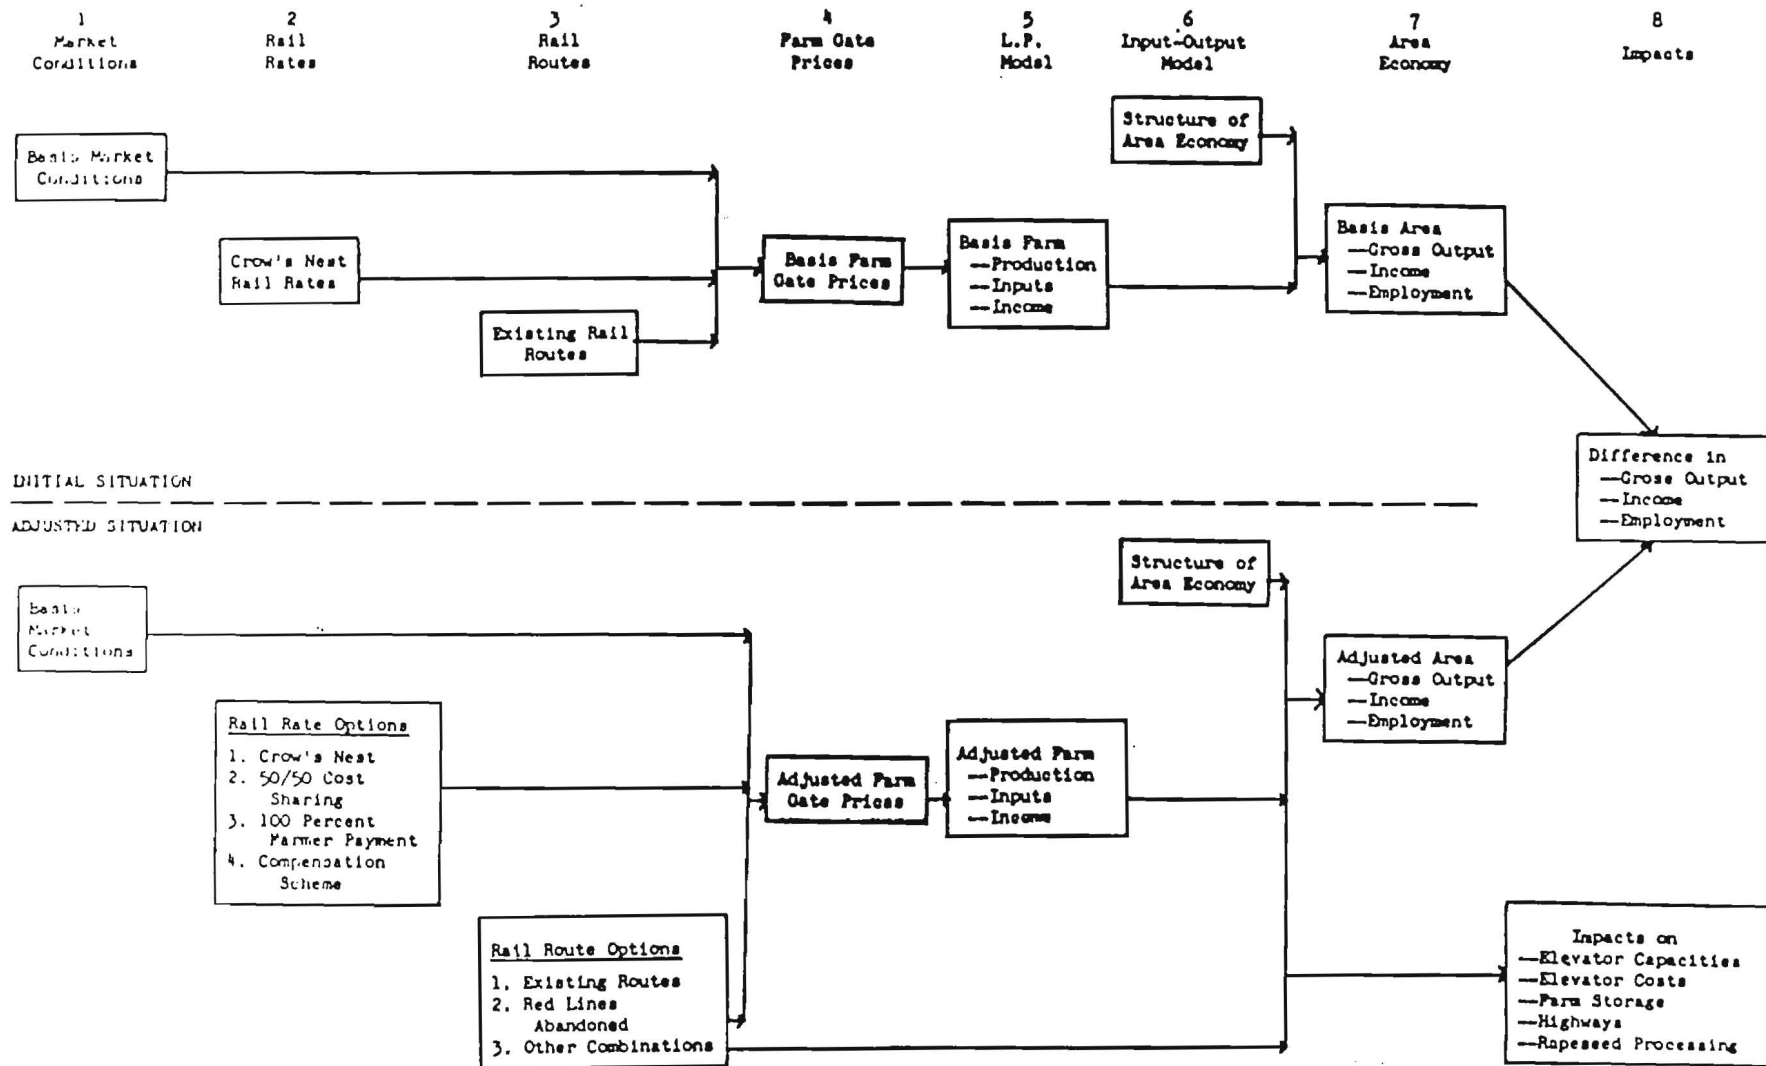 1 2 3 4 5 6 7 8
Market Rail Rail Farm Gate L.P. Input-Output Area Impacts
Conditions Rates Routes Prices Model Model Economy
Structure of
Area Economy
Basis Market
Conditions
Crow's Nest
Rail Rates
Existing Rail
Routes
Basis Farm
Gate Prices
Basis Farm
—Production
—Inputs
—Income
Basis Area
—Gross Output
—Income
—Employment
Difference in
—Gross Output
—Income
—Employment
INITIAL SITUATION
ADJUSTED SITUATION
Structure of
Area Economy
Basis
Market
Conditions
Rail Rate Options
1. Crow's Nest
2. 50/50 Cost
Sharing
3. 100 Percent
Farmer Payment
4. Compensation
Scheme
Rail Route Options
1. Existing Routes
2. Red Lines
Abandoned
3. Other Combinations
Adjusted Farm
Gate Prices
Adjusted Farm
—Production
—Inputs
—Income
Adjusted Area
—Gross Output
—Income
—Employment
Impacts on
—Elevator Capacities
—Elevator Costs
—Farm Storage
—Highways
—Rapeseed Processing